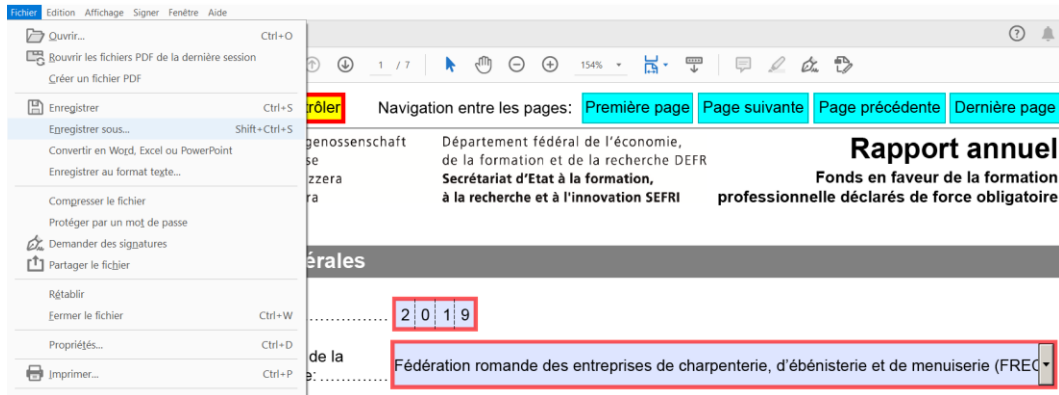 Fichier Edition Affichage Signer Fenêtre Aide
Ouvrir... Ctrl+O
Rouvrir les fichiers PDF de la dernière session
Créer un fichier PDF
Enregistrer Ctrl+S
Enregistrer sous... Shift+Ctrl+S
Convertir en Word, Excel ou PowerPoint
Enregistrer au format texte...
Compresser le fichier
Protéger par un mot de passe
Demander des signatures
Partager le fichier
Rétablir
Fermer le fichier Ctrl+W
Propriétés... Ctrl+D
Imprimer... Ctrl+P
1 / 7 154%
rôler Navigation entre les pages: Première page Page suivante Page précédente Dernière page
genossenschaft
se
zzera
ra
Département fédéral de l'économie,
de la formation et de la recherche DEFR
Secrétariat d'Etat à la formation,
à la recherche et à l'innovation SEFRI
Rapport annuel
Fonds en faveur de la formation
professionnelle déclarés de force obligatoire
érales
.............. 2 0 1 9
de la
e: ............ Fédération romande des entreprises de charpenterie, d'ébénisterie et de menuiserie (FREC